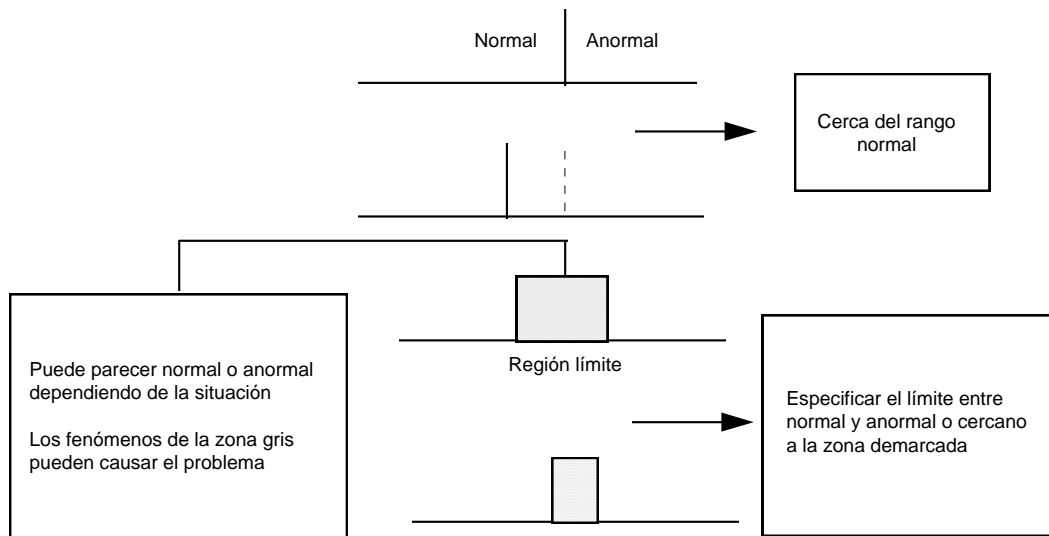 Normal
Anormal
Cerca del rango
normal
Puede parecer normal o anormal
dependiendo de la situación
Los fenómenos de la zona gris
pueden causar el problema
Región límite
Especificar el límite entre
normal y anormal o cercano
a la zona demarcada